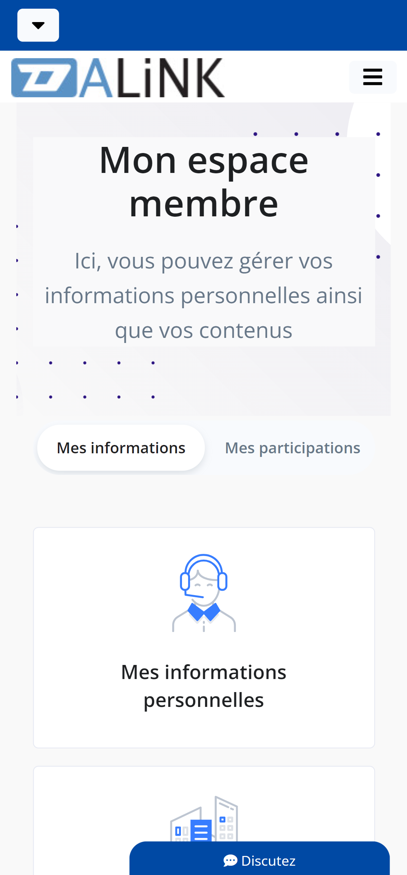 DALiNK
Mon espace
membre
Ici, vous pouvez gérer vos
informations personnelles ainsi
que vos contenus
Mes informations
Mes participations
Mes informations
personnelles
Discutez